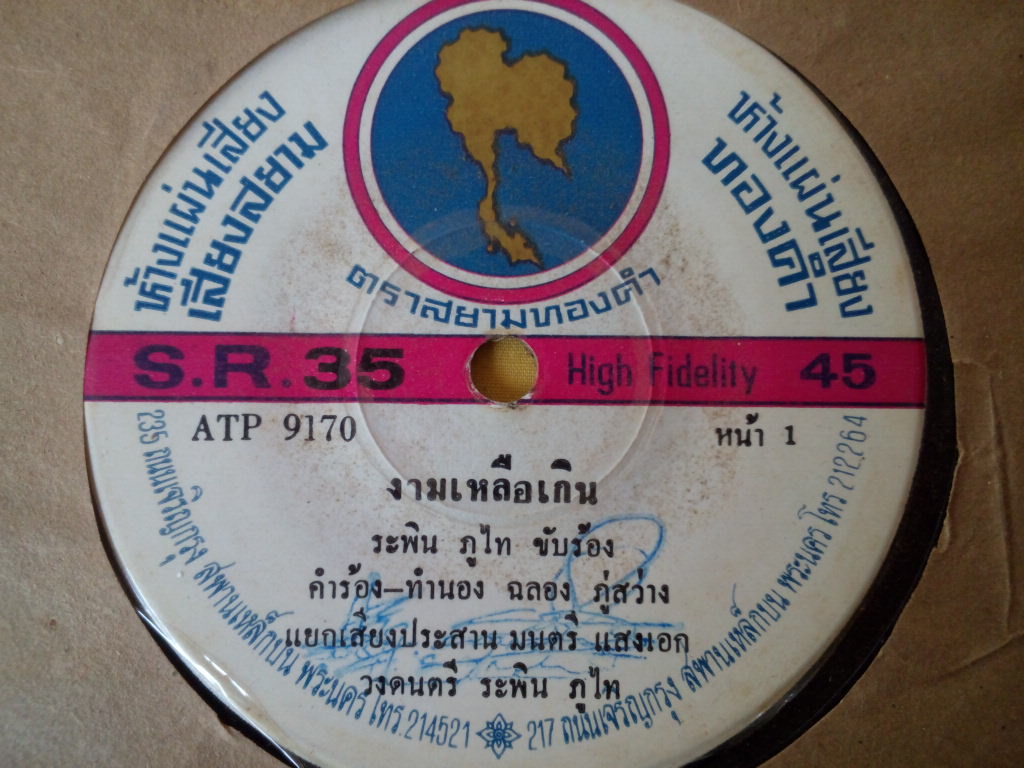 ห้างแผ่นเสียง
เสียงสยาม
ห้างแผ่นเสียง
ทองคำ
ตราสยามทองคำ
S.R.35 High Fidelity 45
ATP 9170 หน้า 1
งามเหลือเกิน
ระพิน ภูไท ขับร้อง
คำร้อง-ทำนอง ฉลอง ภู่สว่าง
แยกเสียงประสาน มนตรี แสงเอก
วงดนตรี ระพิน ภูไท
235 ถนนเจริญกรุง สพานเหล็กบน พระนคร โทร. 214521
217 ถนนเจริญกรุง สพานเหล็กบน พระนคร โทร 212264